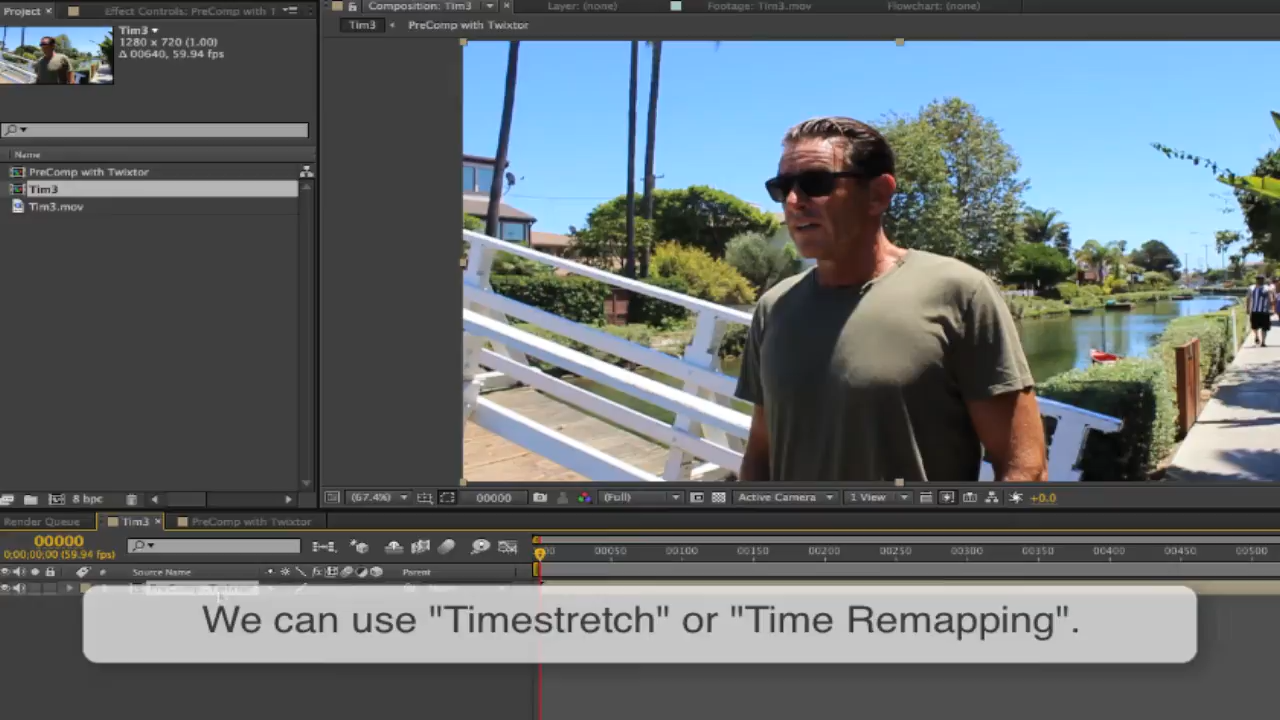 Project × Effect Controls: PreComp with T
Composition: Tim3 × Layer: (none) Footage: Tim3.mov Flowchart: (none)
Tim3 PreComp with Twixtor
Tim3
1280 x 720 (1.00)
Δ 00640, 59.94 fps
Name
PreComp with Twixtor
Tim3
Tim3.mov
8 bpc
(67.4%) 00000 (Full) Active Camera 1 View +0.0
Render Queue Tim3 × PreComp with Twixtor
00000
0;00;00;00 (59.94 fps)
00050 00100 00150 00200 00250 00300 00350 00400 00450 00500
# Source Name fx Parent
We can use "Timestretch" or "Time Remapping".